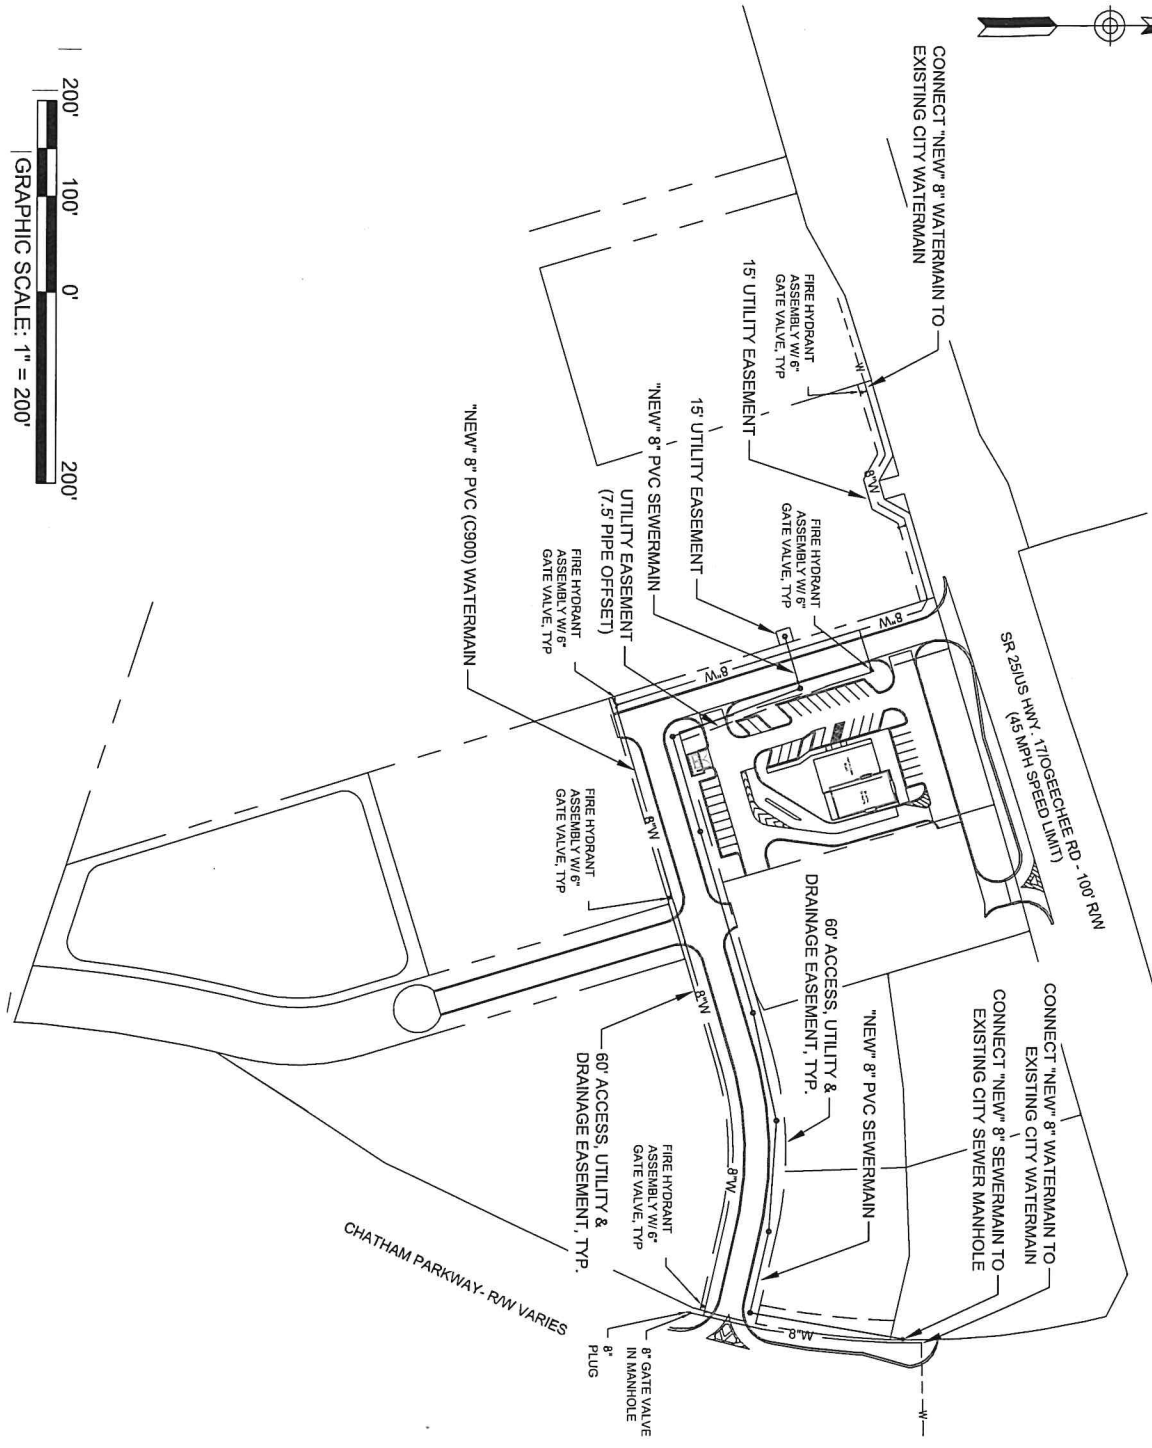 CONNECT "NEW" 8" WATERMAIN TO
EXISTING CITY WATERMAIN
FIRE HYDRANT
ASSEMBLY W/ 6"
GATE VALVE, TYP
15' UTILITY EASEMENT
W
8"W
15' UTILITY EASEMENT
FIRE HYDRANT
ASSEMBLY W/ 6"
GATE VALVE, TYP
"NEW" 8" PVC SEWERMAIN
UTILITY EASEMENT
(7.5' PIPE OFFSET)
8"W
8"W
FIRE HYDRANT
ASSEMBLY W/ 6"
GATE VALVE, TYP
"NEW" 8" PVC (C900) WATERMAIN
SR 25/US HWY. 17/OGEECHEE RD - 100' R/W
(45 MPH SPEED LIMIT)
FIRE HYDRANT
ASSEMBLY W/ 6"
GATE VALVE, TYP
8"W
60' ACCESS, UTILITY &
DRAINAGE EASEMENT, TYP.
"NEW" 8" PVC SEWERMAIN
CONNECT "NEW" 8" WATERMAIN TO
EXISTING CITY WATERMAIN
CONNECT "NEW" 8" SEWERMAIN TO
EXISTING CITY SEWER MANHOLE
8"W
60' ACCESS, UTILITY &
DRAINAGE EASEMENT, TYP.
8"W
FIRE HYDRANT
ASSEMBLY W/ 6"
GATE VALVE, TYP
8"W
W
CHATHAM PARKWAY- R/W VARIES
8" GATE VALVE
IN MANHOLE
8"
PLUG
200' 100' 0' 200'
GRAPHIC SCALE: 1" = 200'